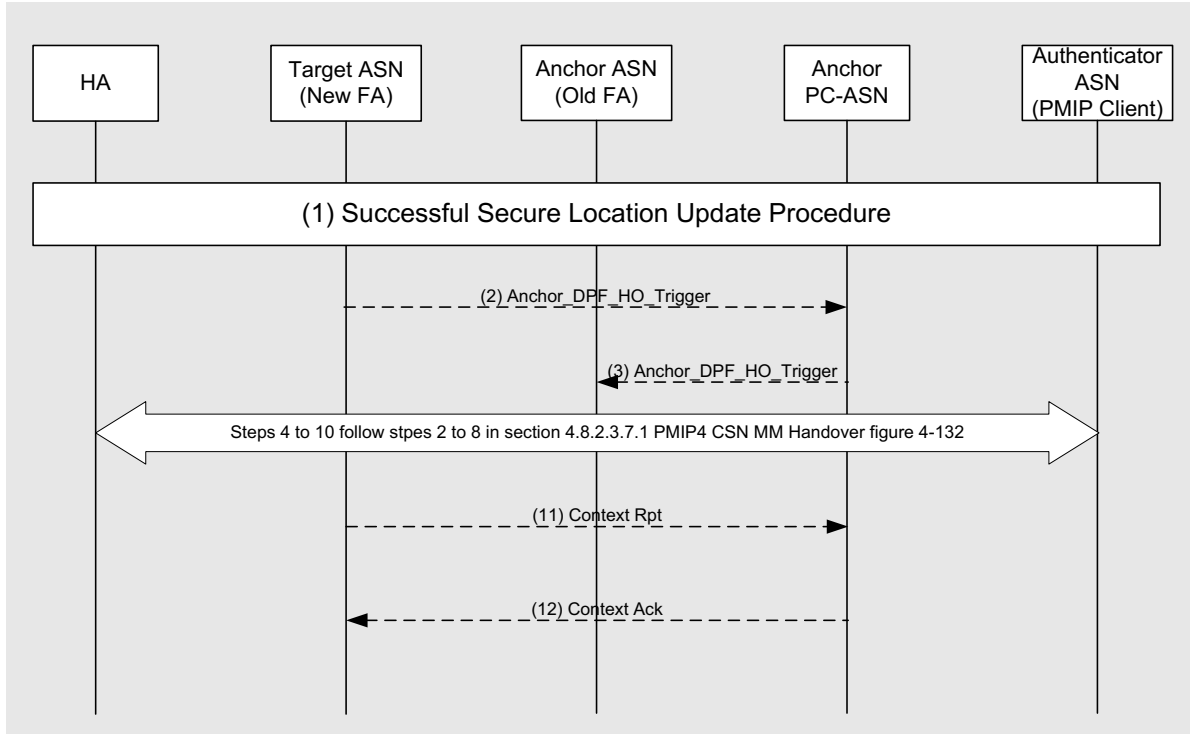 HA
Target ASN
(New FA)
Anchor ASN
(Old FA)
Anchor
PC-ASN
Authenticator
ASN
(PMIP Client)
(1) Successful Secure Location Update Procedure
(2) Anchor_DPF_HO_Trigger
(3) Anchor_DPF_HO_Trigger
Steps 4 to 10 follow stpes 2 to 8 in section 4.8.2.3.7.1 PMIP4 CSN MM Handover figure 4-132
(11) Context Rpt
(12) Context Ack